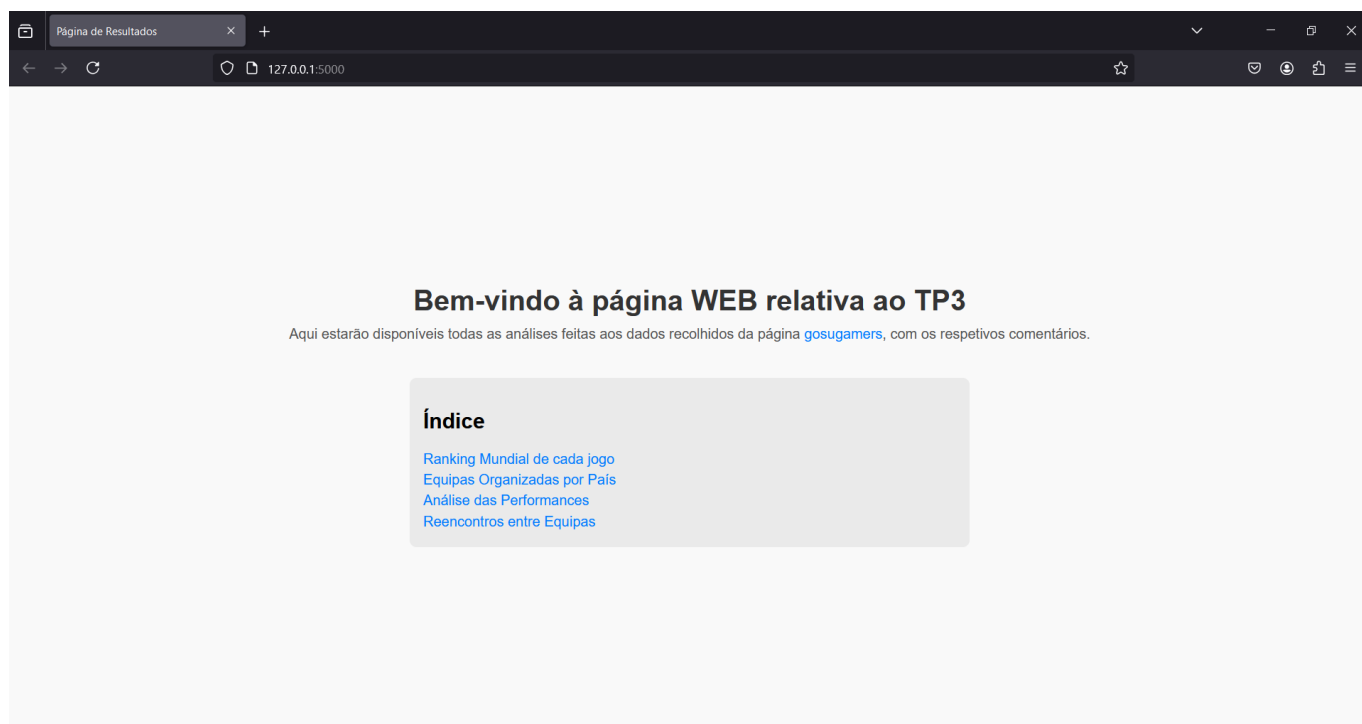 Página de Resultados
127.0.0.1:5000
Bem-vindo à página WEB relativa ao TP3
Aqui estarão disponíveis todas as análises feitas aos dados recolhidos da página gosugamers, com os respetivos comentários.
Índice
Ranking Mundial de cada jogo
Equipas Organizadas por País
Análise das Performances
Reencontros entre Equipas